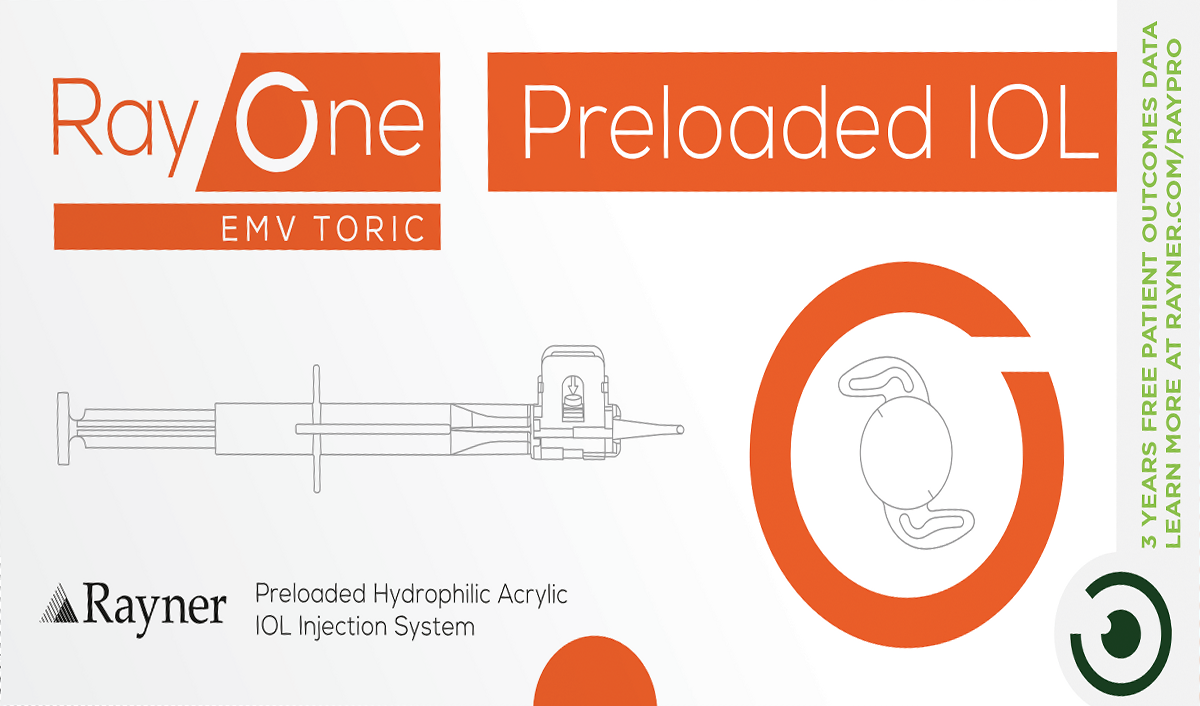 RayOne
EMV TORIC
Preloaded IOL
Rayner
Preloaded Hydrophilic Acrylic
IOL Injection System
3 YEARS FREE PATIENT OUTCOMES DATA
LEARN MORE AT RAYNER.COM/RAYPRO